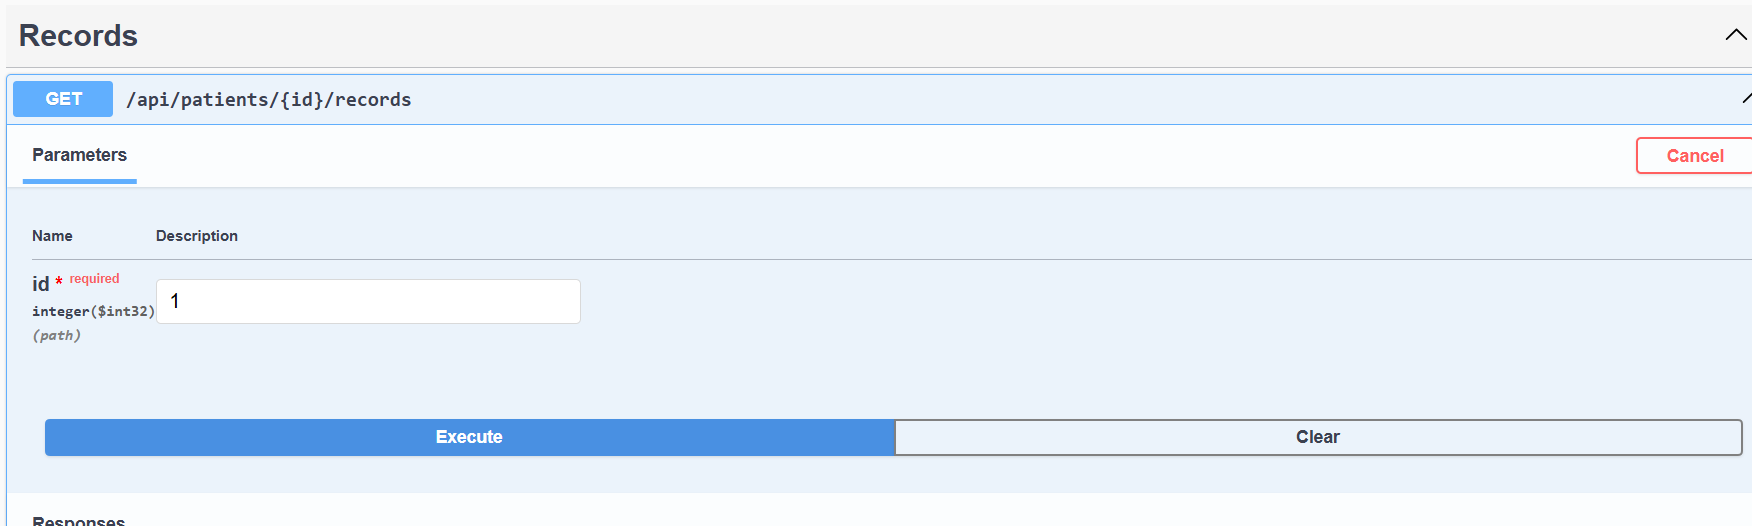 Records
GET /api/patients/{id}/records
Parameters
Cancel
Name Description
id * required
integer($int32)
(path)
1
Execute Clear
Responses